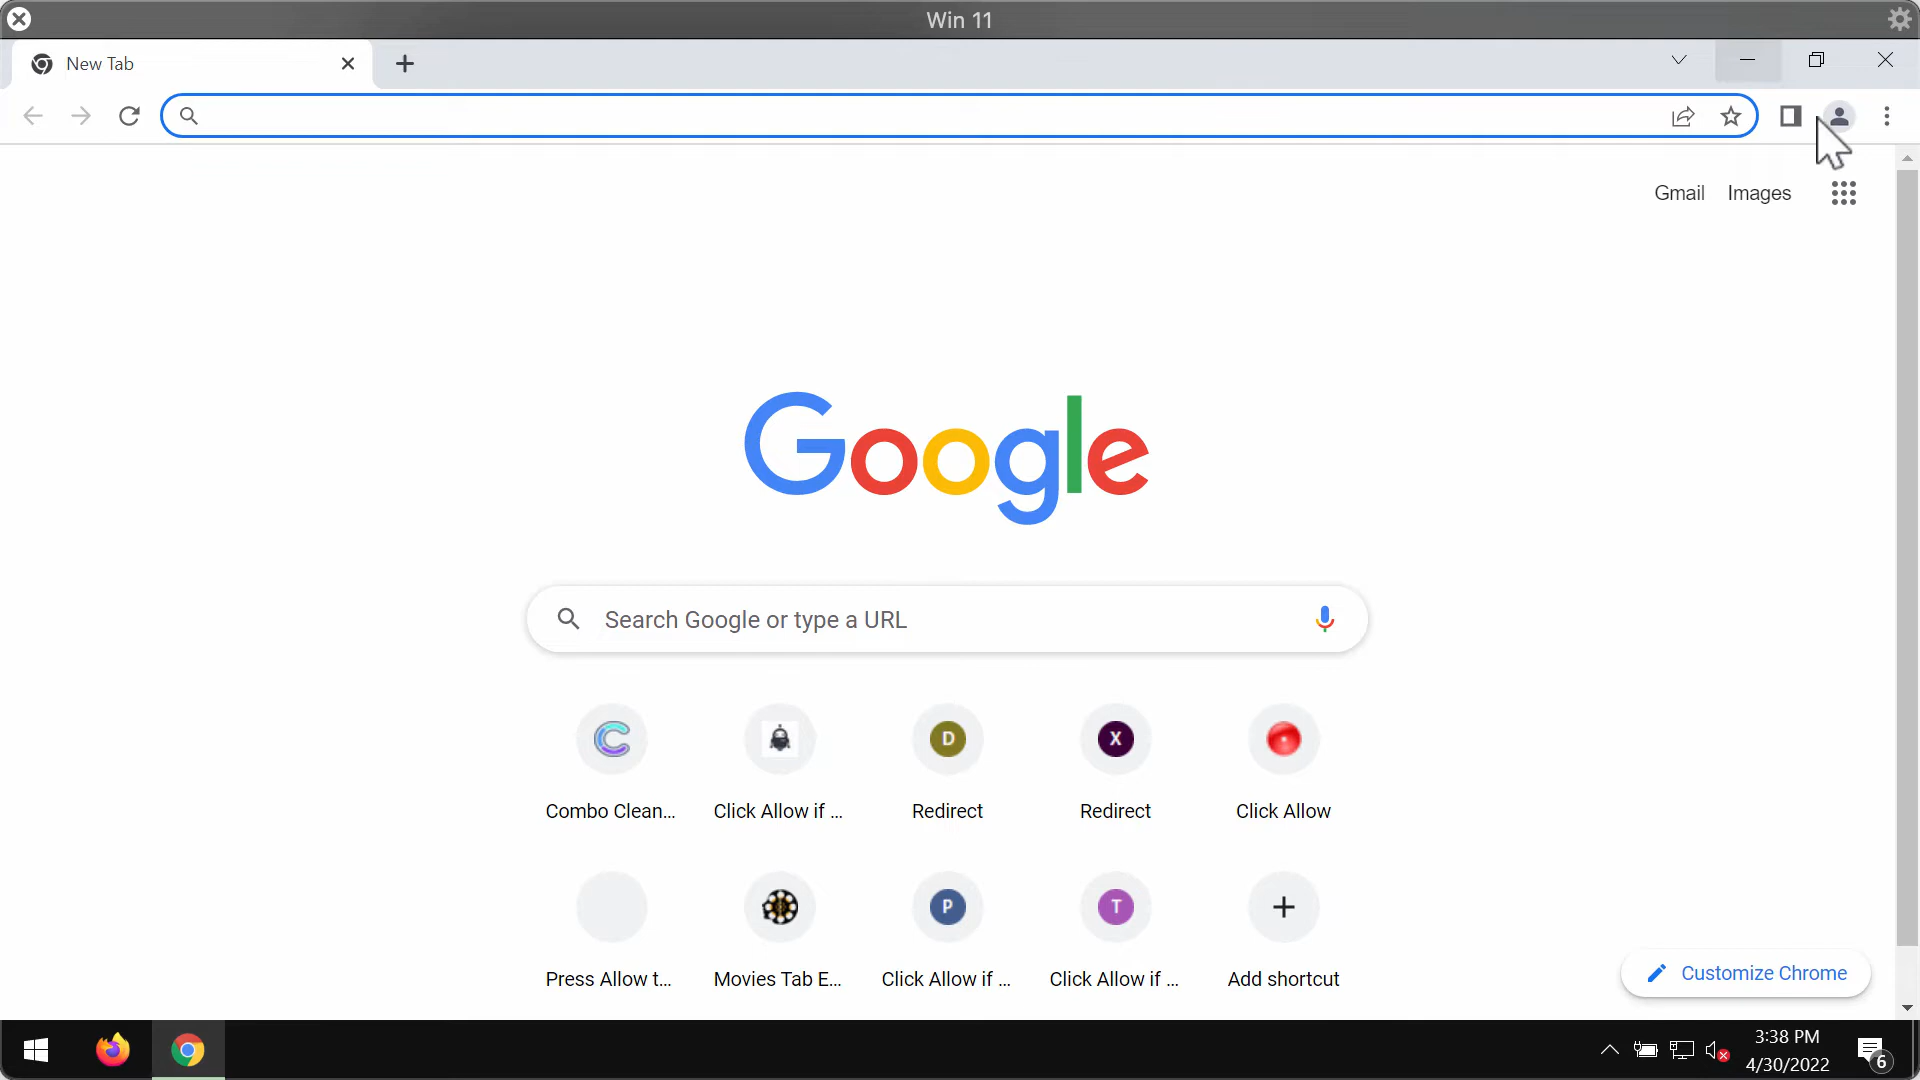 Win 11
New Tab
Gmail Images
Google
Search Google or type a URL
D
X
Combo Clean...
Click Allow if ...
Redirect
Redirect
Click Allow
P
T
Press Allow t...
Movies Tab E...
Click Allow if ...
Click Allow if ...
Add shortcut
Customize Chrome
3:38 PM
4/30/2022
6